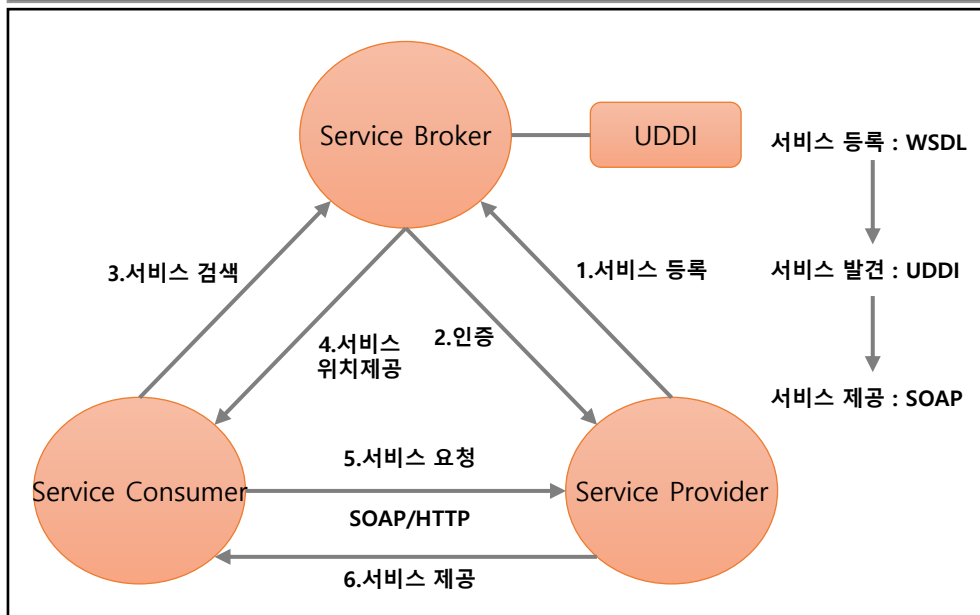 Service Broker
UDDI
서비스 등록 : WSDL
3.서비스 검색
1.서비스 등록
서비스 발견 : UDDI
4.서비스
위치제공
2.인증
서비스 제공 : SOAP
5.서비스 요청
Service Consumer
Service Provider
SOAP/HTTP
6.서비스 제공